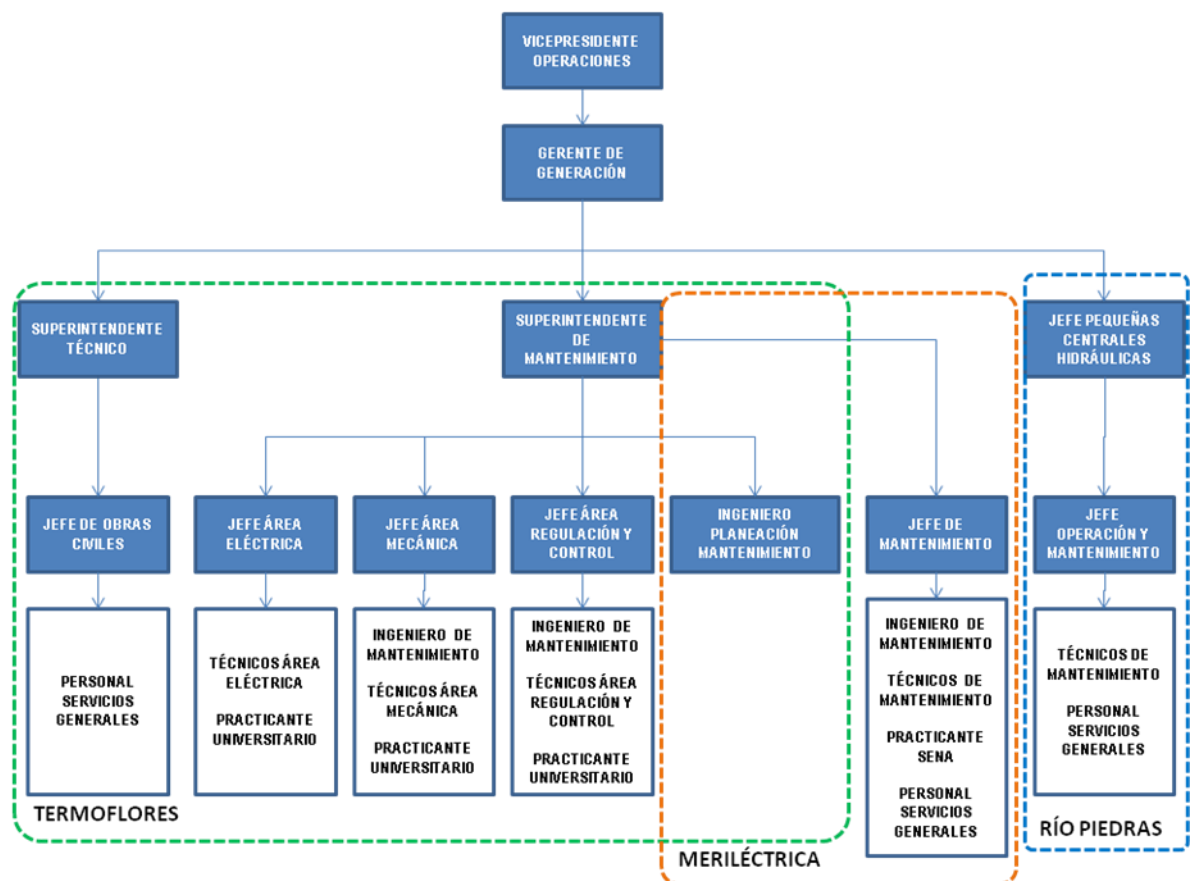 VICEPRESIDENTE
OPERACIONES
GERENTE DE
GENERACIÓN
SUPERINTENDENTE
TÉCNICO
SUPERINTENDENTE
DE
MANTENIMIENTO
JEFE PEQUEÑAS
CENTRALES
HIDRÁULICAS
JEFE DE OBRAS
CIVILES
JEFE ÁREA
ELÉCTRICA
JEFE ÁREA
MECÁNICA
JEFE ÁREA
REGULACIÓN Y
CONTROL
INGENIERO
PLANEACIÓN
MANTENIMIENTO
JEFE DE
MANTENIMIENTO
JEFE
OPERACIÓN
Y MANTENIMIENTO
PERSONAL
SERVICIOS
GENERALES
TÉCNICOS ÁREA
ELÉCTRICA
PRACTICANTE
UNIVERSITARIO
INGENIERO DE
MANTENIMIENTO
TÉCNICOS ÁREA
MECÁNICA
PRACTICANTE
UNIVERSITARIO
INGENIERO DE
MANTENIMIENTO
TÉCNICOS ÁREA
REGULACIÓN Y
CONTROL
PRACTICANTE
UNIVERSITARIO
INGENIERO DE
MANTENIMIENTO
TÉCNICOS DE
MANTENIMIENTO
PRACTICANTE
SENA
PERSONAL
SERVICIOS
GENERALES
TÉCNICOS DE
MANTENIMIENTO
PERSONAL
SERVICIOS
GENERALES
TERMOFLORES
MERILÉCTRICA
RÍO PIEDRAS